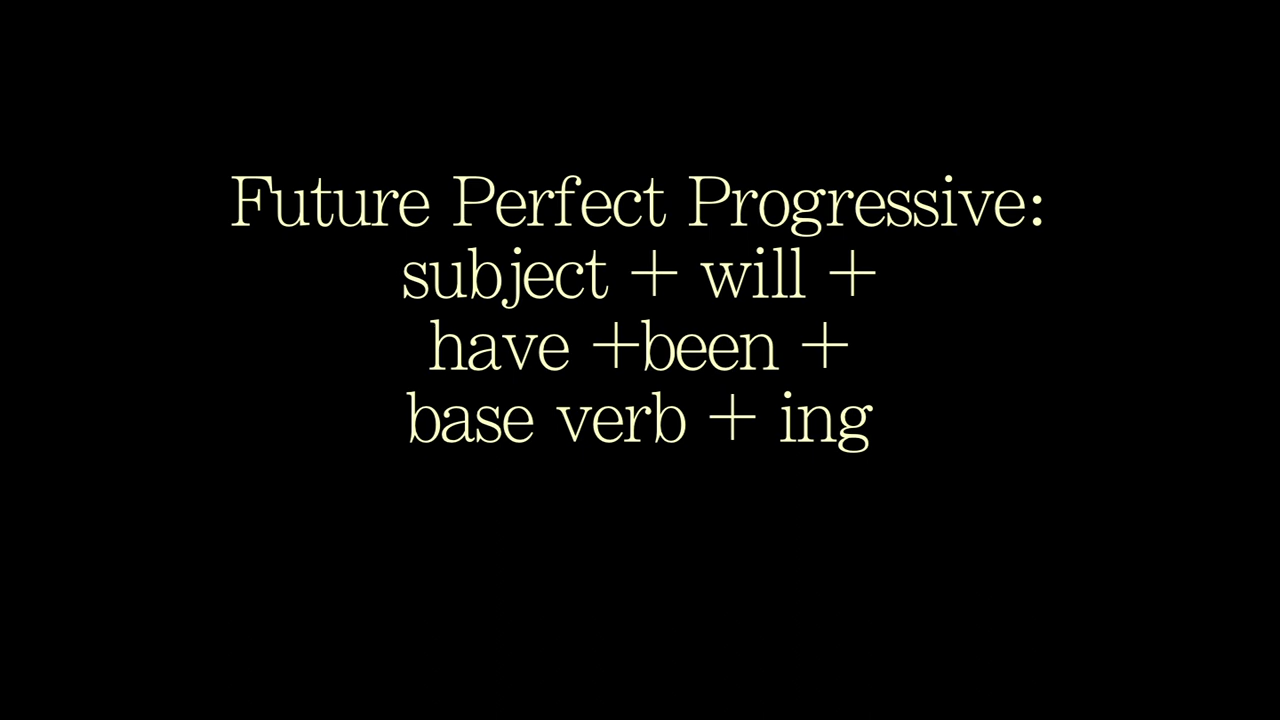 Future Perfect Progressive:
subject + will +
have +been +
base verb + ing